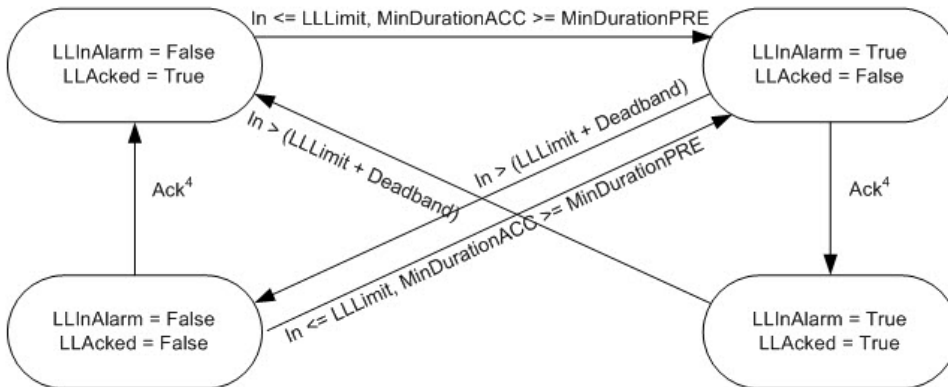 In <= LLLimit, MinDurationACC >= MinDurationPRE
LLInAlarm = False
LLAcked = True
LLInAlarm = True
LLAcked = False
In > (LLLimit + Deadband)
In > (LLLimit + Deadband)
In <= LLLimit, MinDurationACC >= MinDurationPRE
Ack⁴
Ack⁴
LLInAlarm = False
LLAcked = False
LLInAlarm = True
LLAcked = True